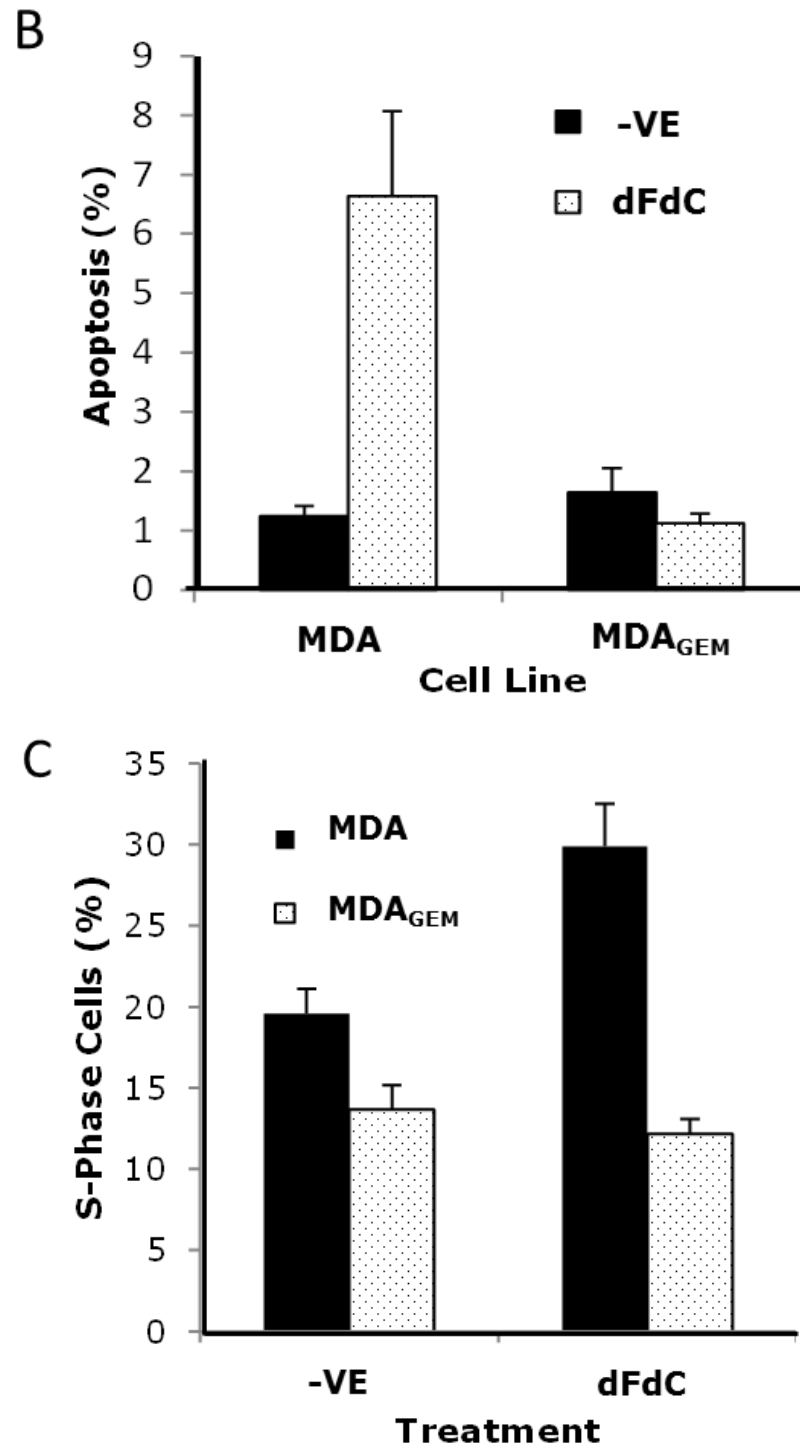 B
9
8
7
6
5
4
3
2
1
0
Apoptosis (%)
-VE
dFdC
MDA
MDAGEM
Cell Line
C
35
30
25
20
15
10
5
0
S-Phase Cells (%)
MDA
MDAGEM
-VE
dFdC
Treatment